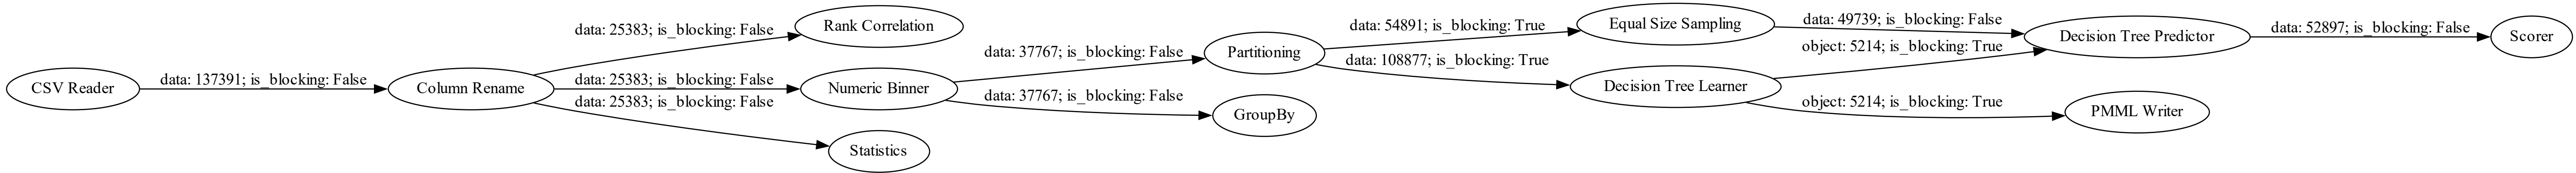 CSV Reader
data: 137391; is_blocking: False
Column Rename
data: 25383; is_blocking: False
data: 25383; is_blocking: False
data: 25383; is_blocking: False
Rank Correlation
Numeric Binner
Statistics
data: 37767; is_blocking: False
data: 37767; is_blocking: False
Partitioning
GroupBy
data: 54891; is_blocking: True
data: 108877; is_blocking: True
Equal Size Sampling
Decision Tree Learner
data: 49739; is_blocking: False
object: 5214; is_blocking: True
object: 5214; is_blocking: True
Decision Tree Predictor
PMML Writer
data: 52897; is_blocking: False
Scorer